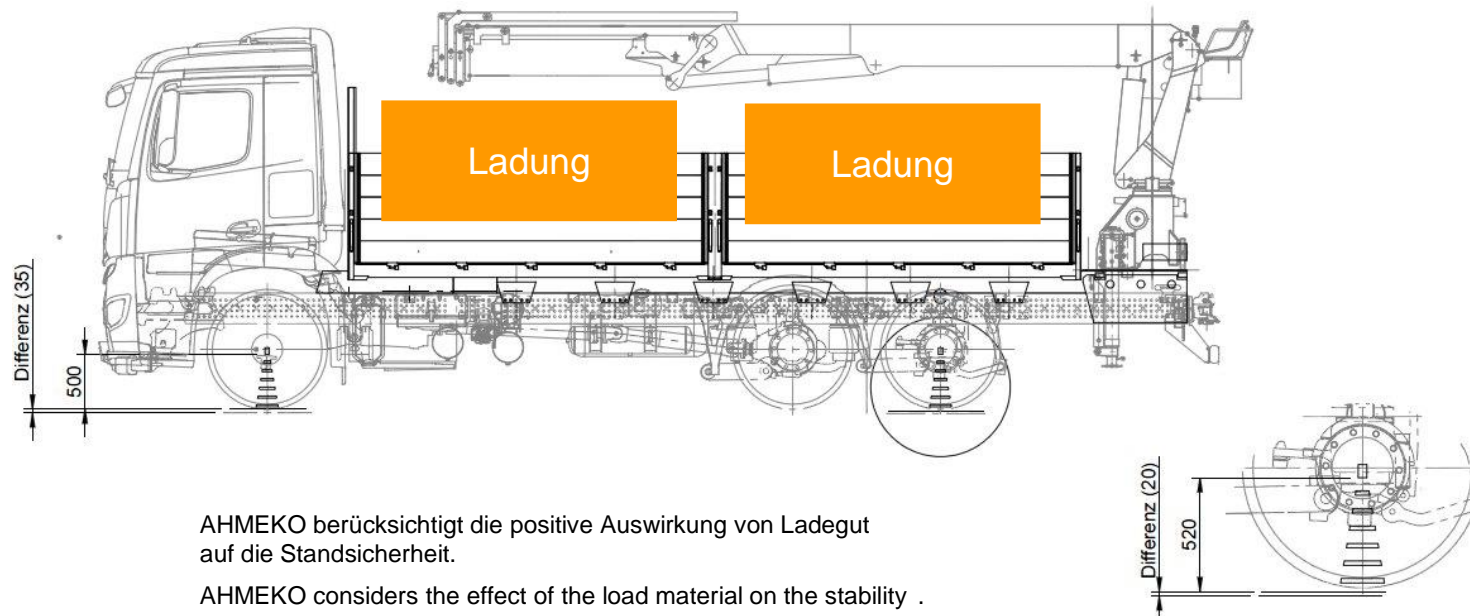 Ladung
Ladung
Differenz (35)
500
Differenz (20)
520
AHMEKO berücksichtigt die positive Auswirkung von Ladegut
auf die Standsicherheit.
AHMEKO considers the effect of the load material on the stability .